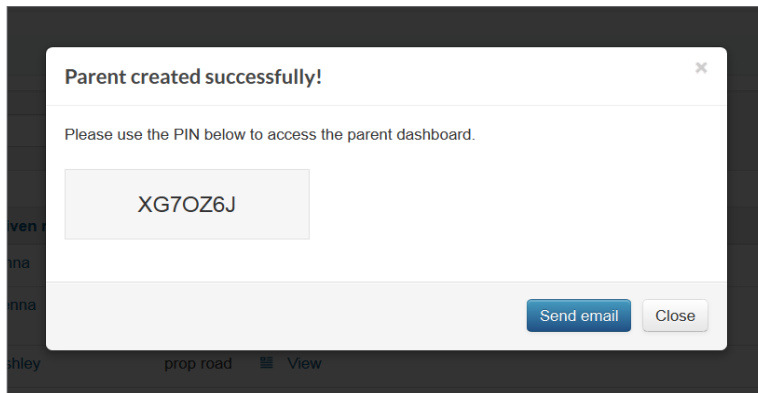 Parent created successfully!
×
Please use the PIN below to access the parent dashboard.
XG7OZ6J
Send email
Close
prop road View